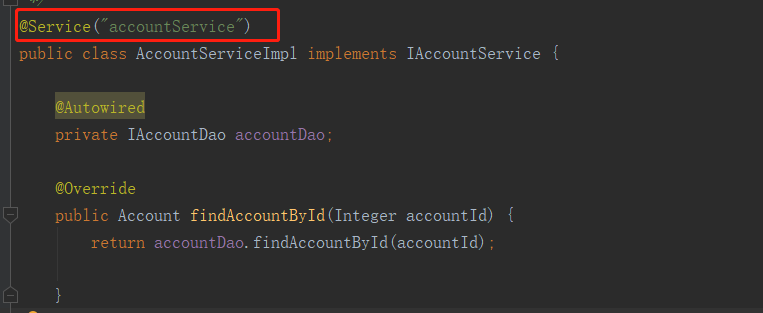 */
@Service("accountService")
public class AccountServiceImpl implements IAccountService {
@Autowired
private IAccountDao accountDao;
@Override
public Account findAccountById(Integer accountId) {
return accountDao.findAccountById(accountId);
}